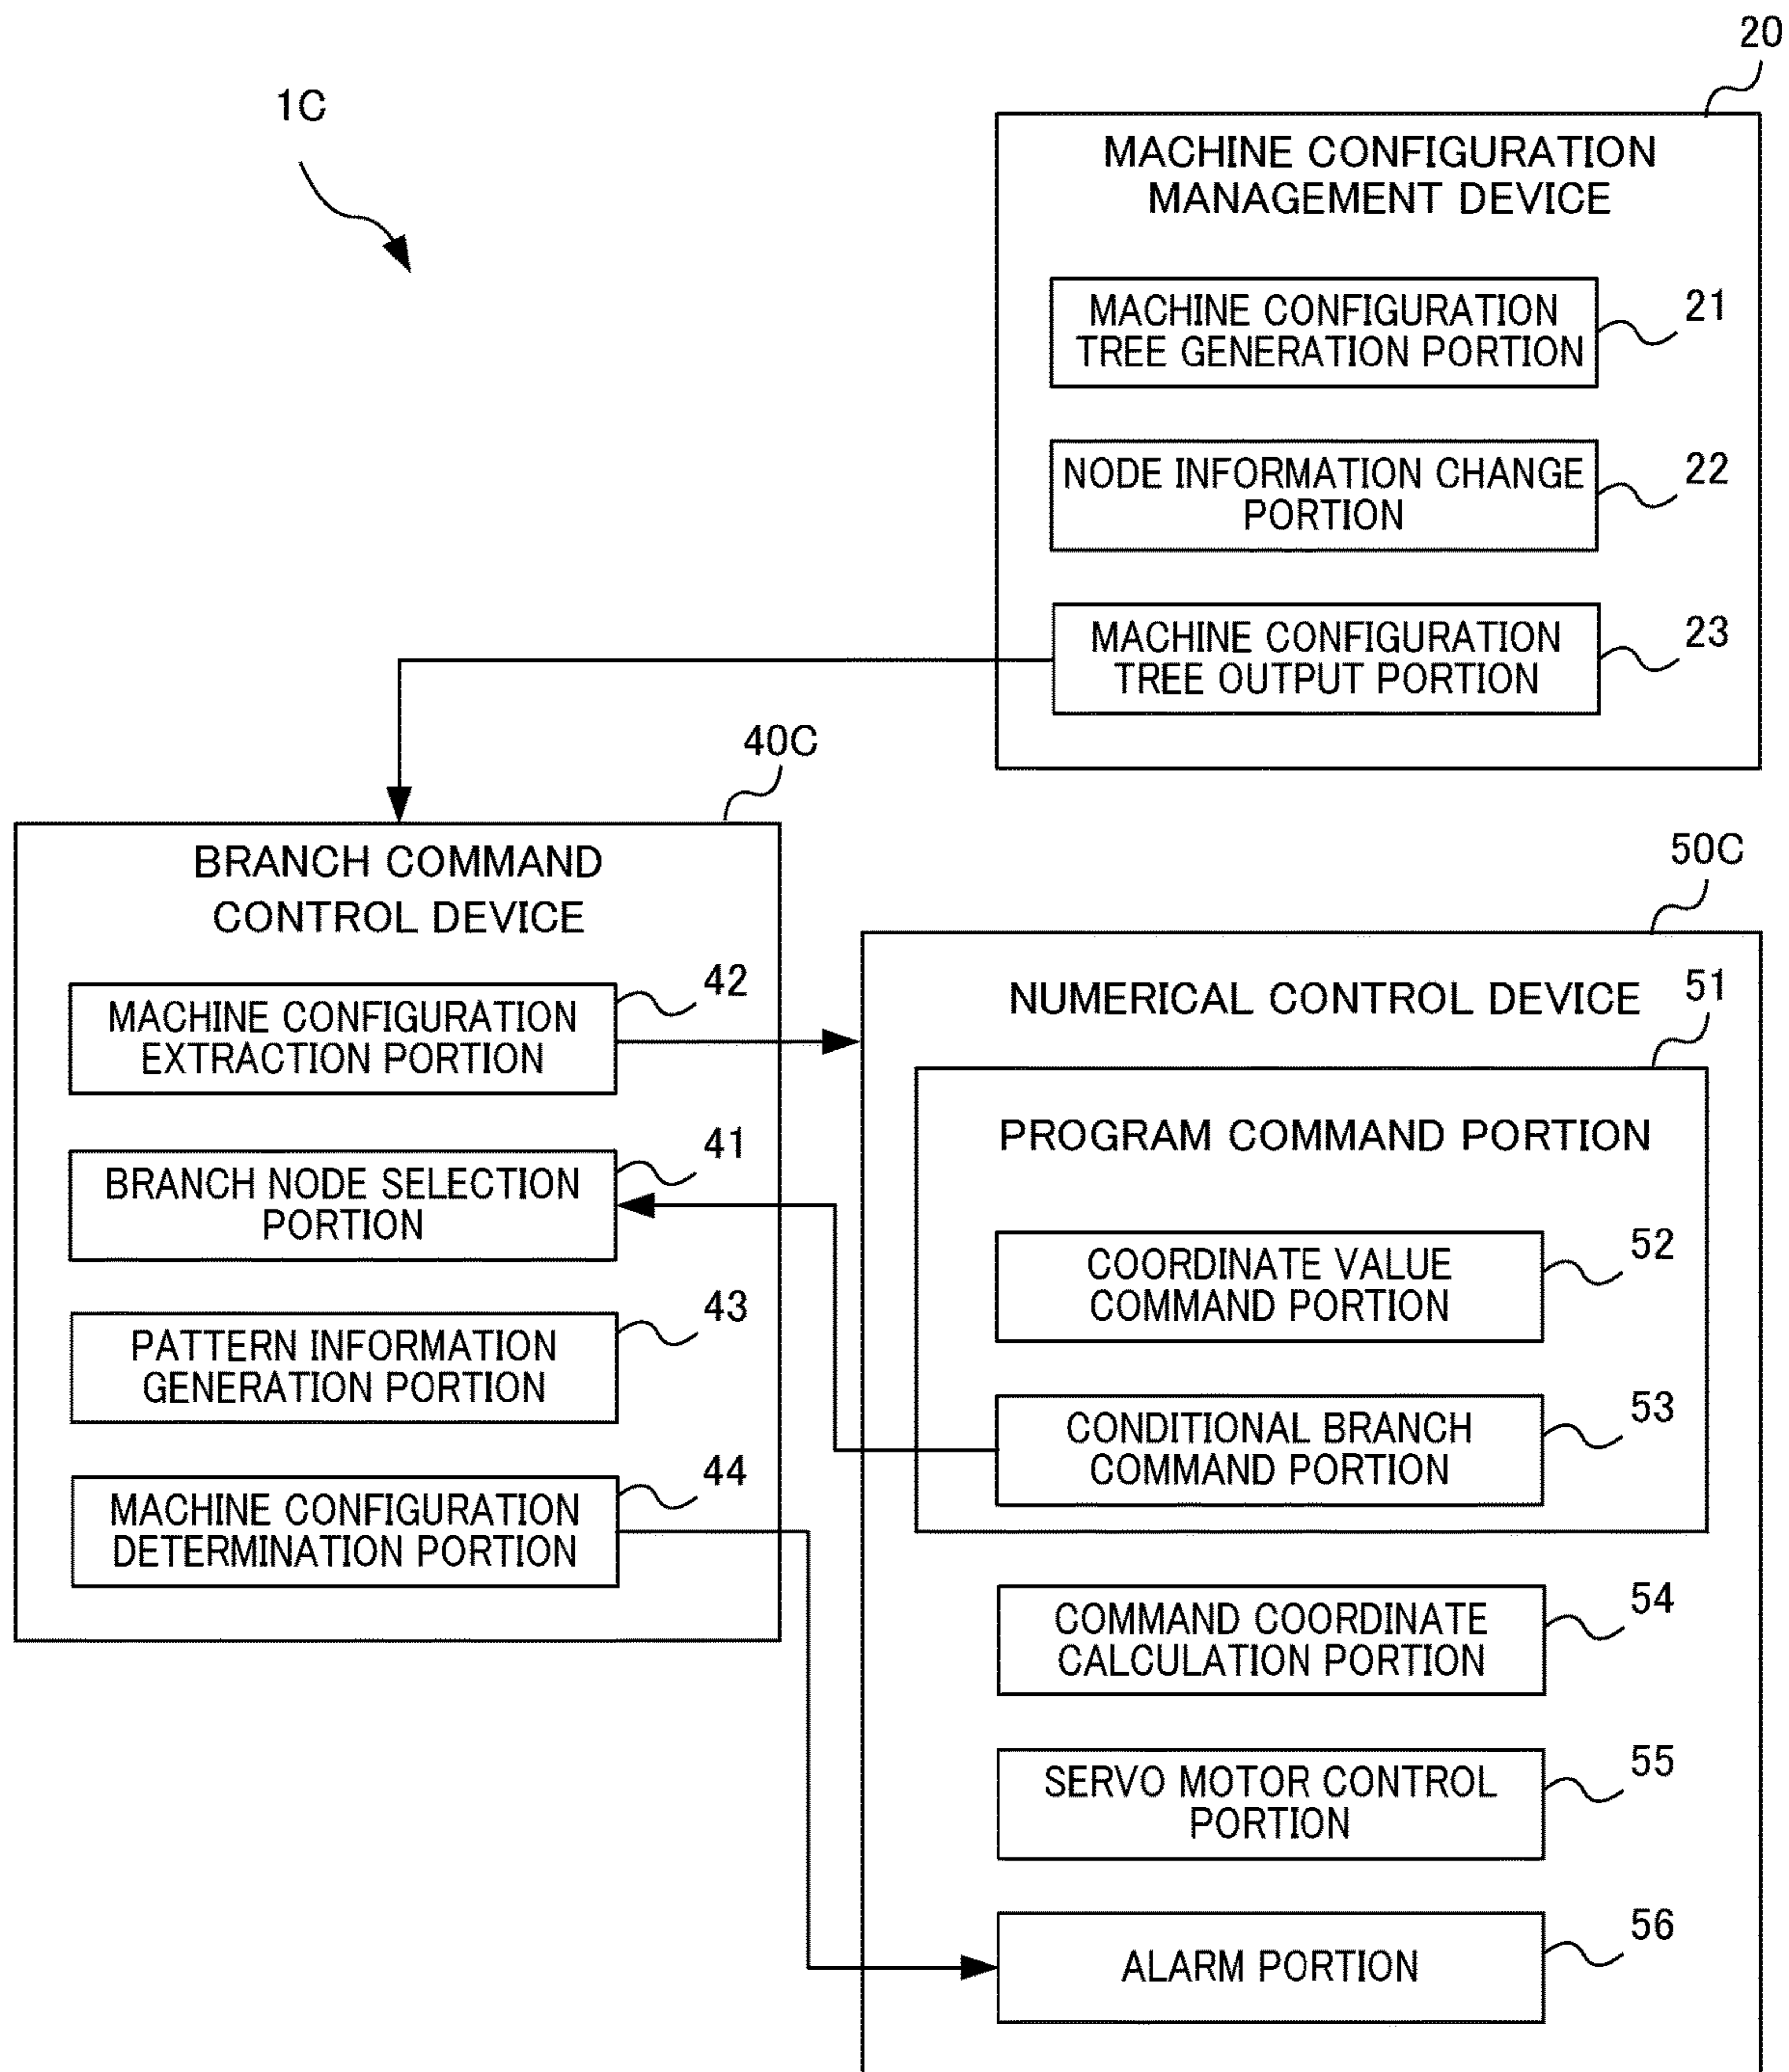 1C
20
MACHINE CONFIGURATION
MANAGEMENT DEVICE
MACHINE CONFIGURATION
TREE GENERATION PORTION
21
NODE INFORMATION CHANGE
PORTION
22
MACHINE CONFIGURATION
TREE OUTPUT PORTION
23
40C
BRANCH COMMAND
CONTROL DEVICE
MACHINE CONFIGURATION
EXTRACTION PORTION
42
BRANCH NODE SELECTION
PORTION
41
PATTERN INFORMATION
GENERATION PORTION
43
MACHINE CONFIGURATION
DETERMINATION PORTION
44
50C
NUMERICAL CONTROL DEVICE
51
PROGRAM COMMAND PORTION
COORDINATE VALUE
COMMAND PORTION
52
CONDITIONAL BRANCH
COMMAND PORTION
53
COMMAND COORDINATE
CALCULATION PORTION
54
SERVO MOTOR CONTROL
PORTION
55
ALARM PORTION
56